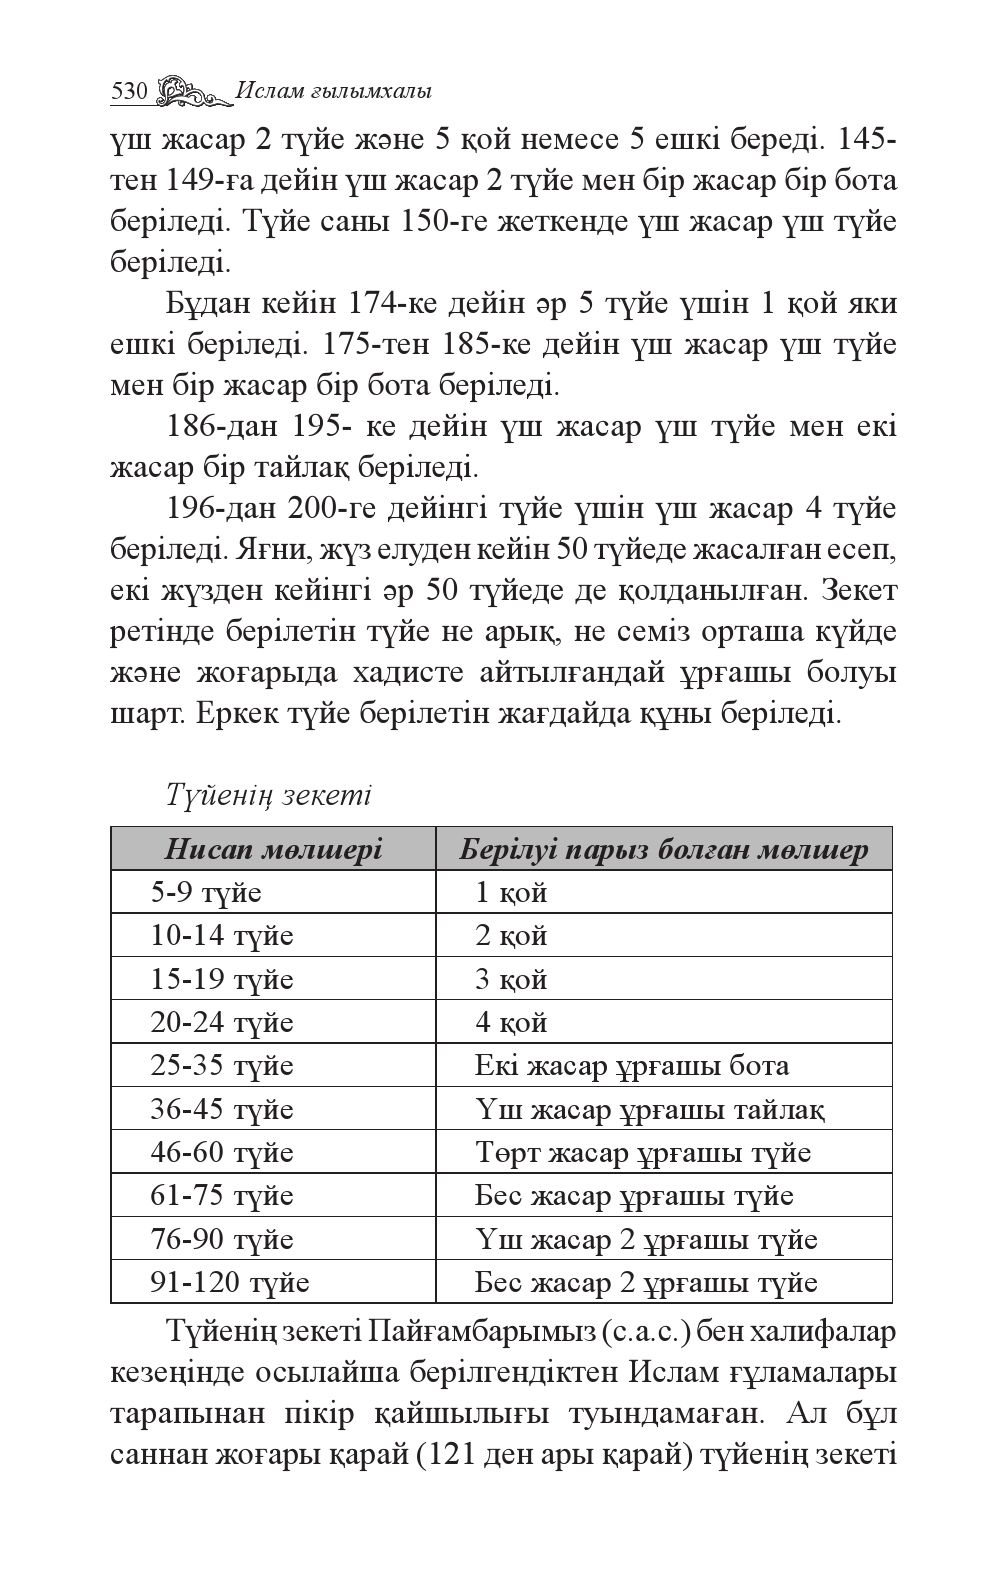 530 Ислам ғылымхалы
үш жасар 2 түйе және 5 қой немесе 5 ешкі береді. 145-
тен 149-ға дейін үш жасар 2 түйе мен бір жасар бір бота
беріледі. Түйе саны 150-ге жеткенде үш жасар үш түйе
беріледі.
Бұдан кейін 174-ке дейін әр 5 түйе үшін 1 қой яки
ешкі беріледі. 175-тен 185-ке дейін үш жасар үш түйе
мен бір жасар бір бота беріледі.
186-дан 195- ке дейін үш жасар үш түйе мен екі
жасар бір тайлақ беріледі.
196-дан 200-ге дейінгі түйе үшін үш жасар 4 түйе
беріледі. Яғни, жүз елуден кейін 50 түйеде жасалған есеп,
екі жүзден кейінгі әр 50 түйеде де қолданылған. Зекет
ретінде берілетін түйе не арық, не семіз орташа күйде
және жоғарыда хадисте айтылғандай ұрғашы болуы
шарт. Еркек түйе берілетін жағдайда құны беріледі.
Түйенің зекеті
Нисап мөлшері Берілуі парыз болған мөлшер
5-9 түйе 1 қой
10-14 түйе 2 қой
15-19 түйе 3 қой
20-24 түйе 4 қой
25-35 түйе Екі жасар ұрғашы бота
36-45 түйе Үш жасар ұрғашы тайлақ
46-60 түйе Төрт жасар ұрғашы түйе
61-75 түйе Бес жасар ұрғашы түйе
76-90 түйе Үш жасар 2 ұрғашы түйе
91-120 түйе Бес жасар 2 ұрғашы түйе
Түйенің зекеті Пайғамбарымыз (с.а.с.) бен халифалар
кезеңінде осылайша берілгендіктен Ислам ғұламалары
тарапынан пікір қайшылығы туындамаған. Ал бұл
саннан жоғары қарай (121 ден ары қарай) түйенің зекеті